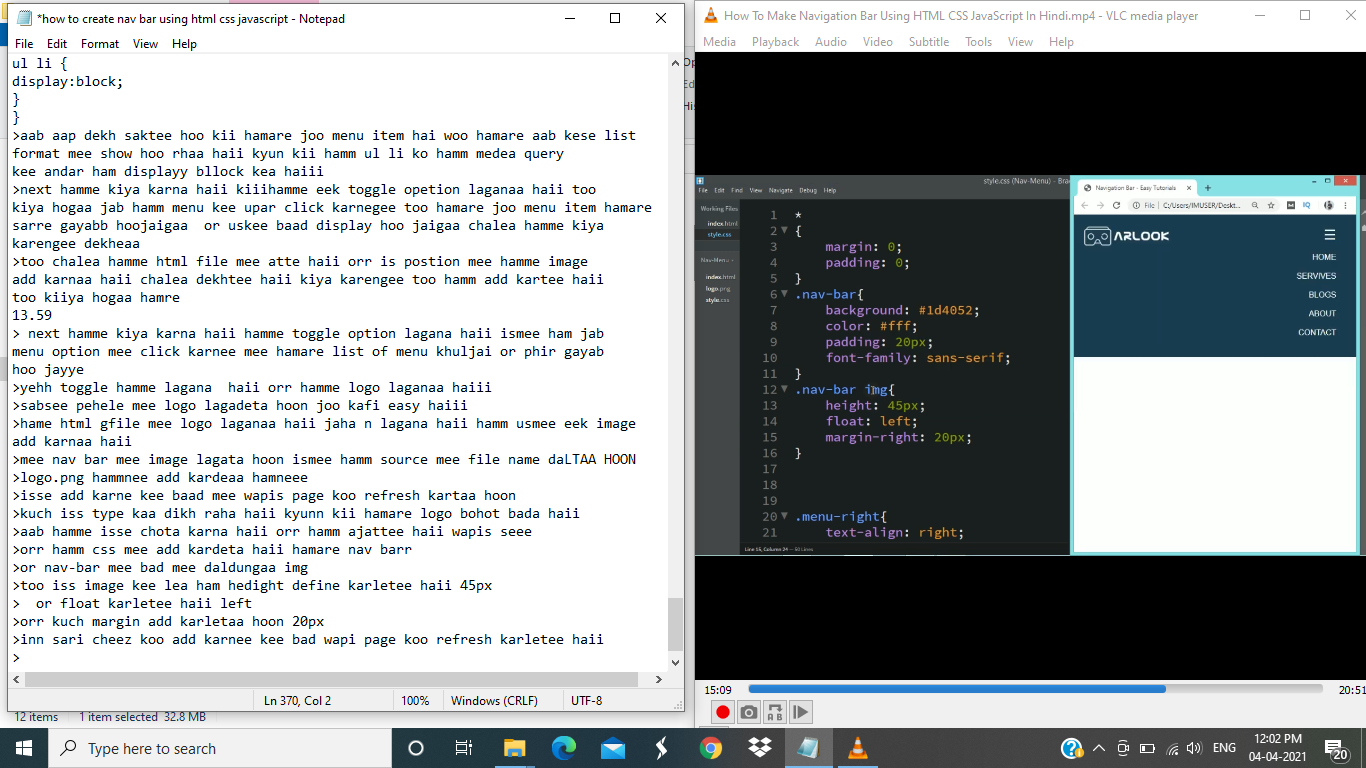 *how to create nav bar using html css javascript - Notepad
File Edit Format View Help
ul li {
display:block;
}
}
>aab aap dekh saktee hoo kii hamare joo menu item hai woo hamare aab kese list
format mee show hoo rhaa haii kyun kii hamm ul li ko hamm medea query
kee andar ham displayy bllock kea haiii
>next hamme kiya karna haii kiiihamme eek toggle opetion laganaa haii too
kiya hogaa jab hamm menu kee upar click karnegee too hamare joo menu item hamare
sarre gayabb hoojaigaa  or uskee baad display hoo jaigaa chalea hamme kiya
karengee dekheaa
>too chalea hamme html file mee atte haii orr is postion mee hamme image
add karnaa haii chalea dekhtee haii kiya karengee too hamm add kartee haii
too kiiya hogaa hamre
13.59
> next hamme kiya karna haii hamme toggle option lagana haii ismee ham jab
menu option mee click karnee mee hamare list of menu khuljai or phir gayab
hoo jayye
>yehh toggle hamme lagana  haii orr hamme logo laganaa haiii
>sabsee pehele mee logo lagadeta hoon joo kafi easy haiii
>hame html gfile mee logo laganaa haii jaha n lagana haii hamm usmee eek image
add karnaa haii
>mee nav bar mee image lagata hoon ismee hamm source mee file name daLTAA HOON
>logo.png hammnee add kardeaa hamneee
>isse add karne kee baad mee wapis page koo refresh kartaa hoon
>kuch iss type kaa dikh raha haii kyunn kii hamare logo bohot bada haii
>aab hamme isse chota karna haii orr hamm ajattee haii wapis seee
>orr hamm css mee add kardeta haii hamare nav barr
>or nav-bar mee bad mee daldungaa img
>too iss image kee lea ham hedight define karletee haii 45px
>  or float karletee haii left
>orr kuch margin add karletaa hoon 20px
>inn sari cheez koo add karnee kee bad wapi page koo refresh karletee haii
>
Ln 370, Col 2 100% Windows (CRLF) UTF-8
12 items 1 item selected 32.8 MB
How To Make Navigation Bar Using HTML CSS JavaScript In Hindi.mp4 - VLC media player
Media Playback Audio Video Subtitle Tools View Help
style.css (Nav-Menu) - Bra
File Edit Find View Navigate Debug Help
Working Files
index.html
style.css
Nav-Menu
index.html
logo.png
style.css
1 *
2 {
3 margin: 0;
4 padding: 0;
5 }
6 .nav-bar{
7 background: #1d4052;
8 color: #fff;
9 padding: 20px;
10 font-family: sans-serif;
11 }
12 .nav-bar img{
13 height: 45px;
14 float: left;
15 margin-right: 20px;
16 }
17
18
19
20 .menu-right{
21 text-align: right;
Line 15, Column 24 — 50 Lines
Navigation Bar - Easy Tutorials
File | C:/Users/IMUSER/Deskt...
ARLOOK
HOME
SERVIVES
BLOGS
ABOUT
CONTACT
15:09 20:51
Type here to search
ENG
12:02 PM
04-04-2021
20